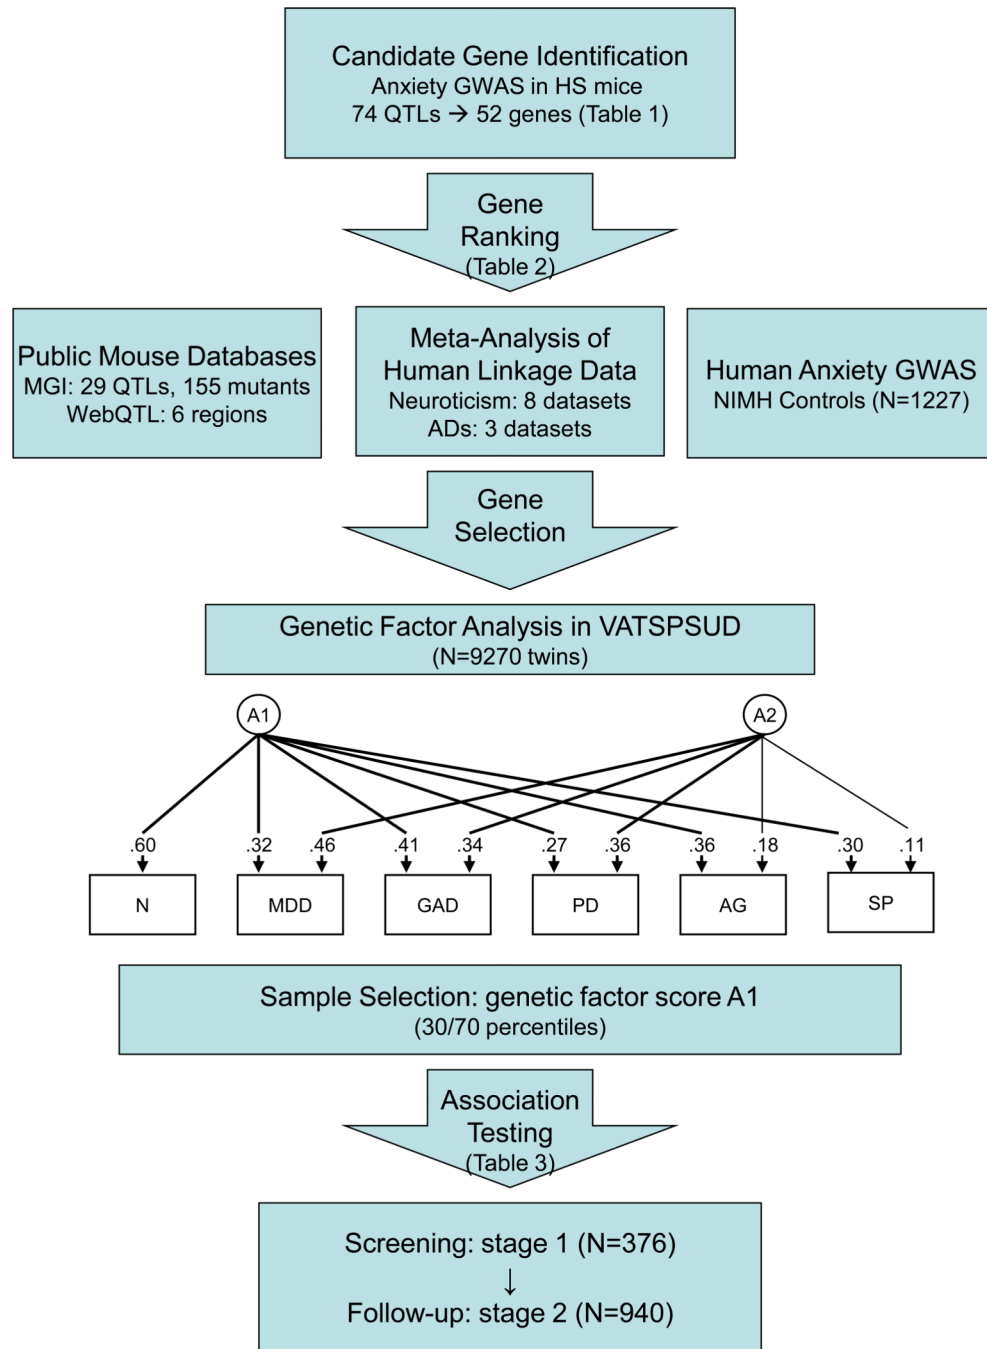 Candidate Gene Identification
Anxiety GWAS in HS mice
74 QTLs → 52 genes (Table 1)
Gene
Ranking
(Table 2)
Public Mouse Databases
MGI: 29 QTLs, 155 mutants
WebQTL: 6 regions
Meta-Analysis of
Human Linkage Data
Neuroticism: 8 datasets
ADs: 3 datasets
Human Anxiety GWAS
NIMH Controls (N=1227)
Gene
Selection
Genetic Factor Analysis in VATSPSUD
(N=9270 twins)
A1 A2
.60 .32 .46 .41 .34 .27 .36 .36 .18 .30 .11
N MDD GAD PD AG SP
Sample Selection: genetic factor score A1
(30/70 percentiles)
Association
Testing
(Table 3)
Screening: stage 1 (N=376)
↓
Follow-up: stage 2 (N=940)